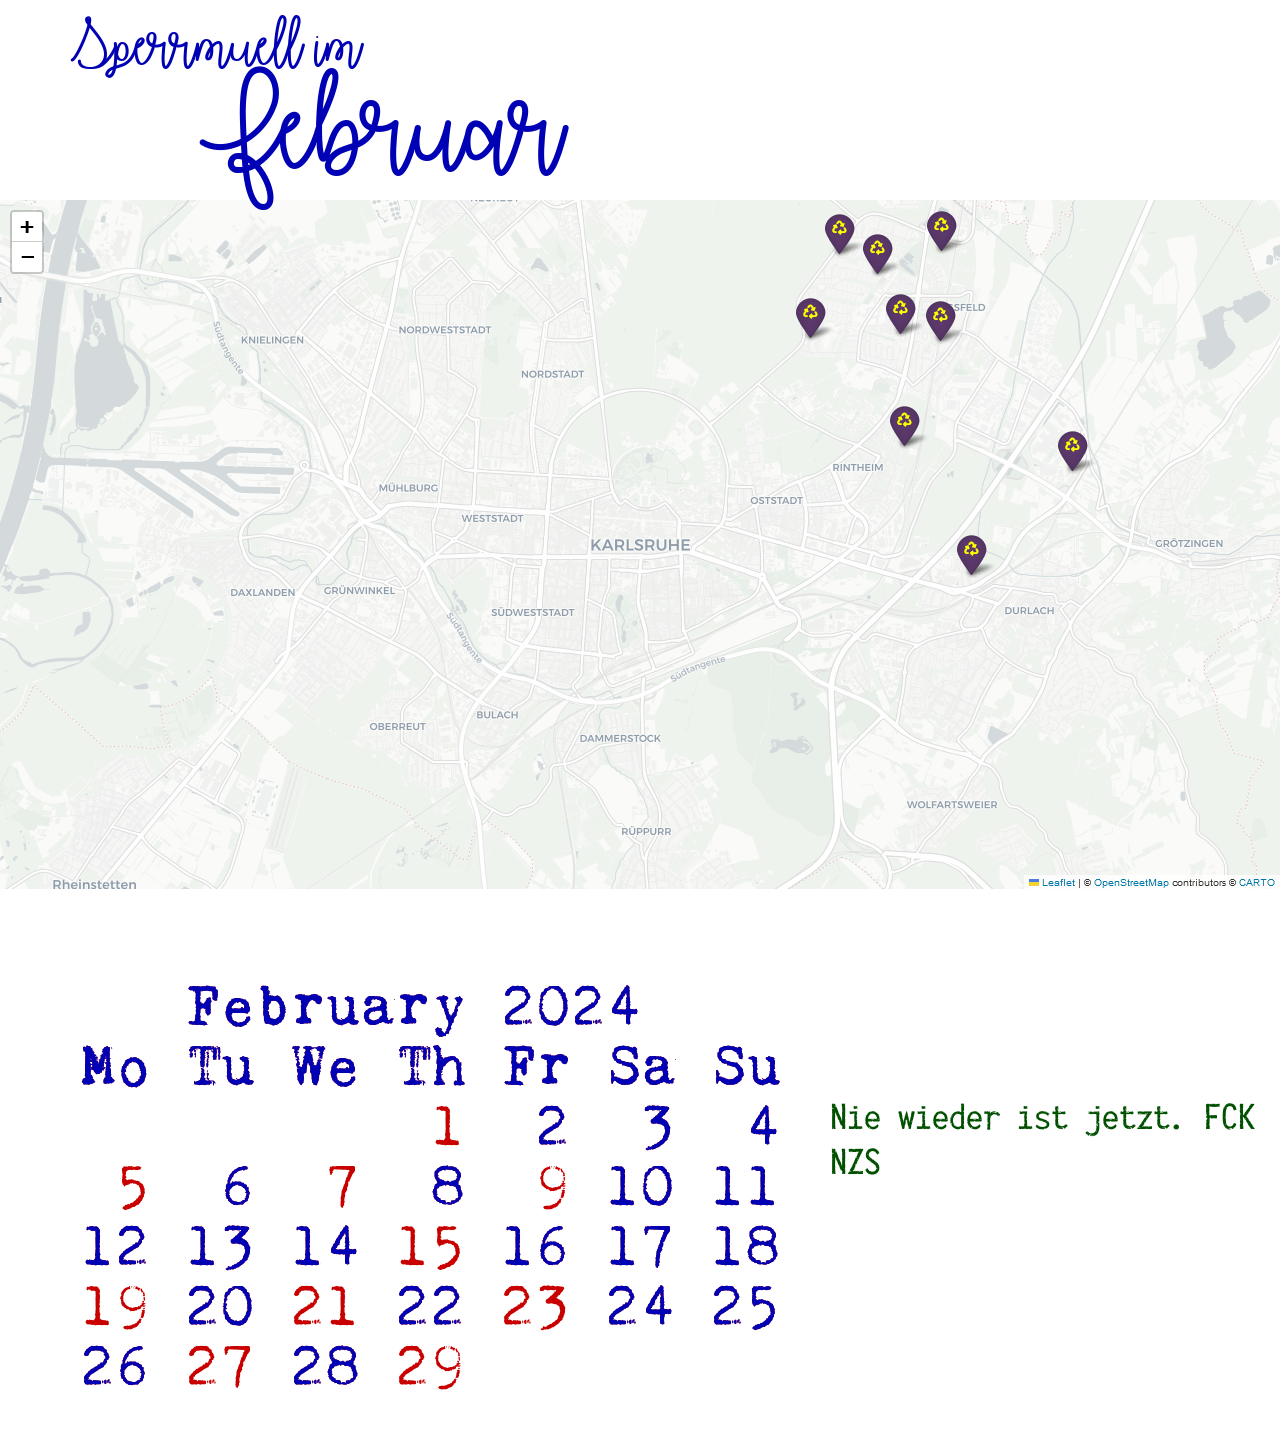 Sperrmuell im
februar
NEUREUT
+
−
SFELD
KNIELINGEN
NORDWESTSTADT
Südtangente
NORDSTADT
RINTHEIM
MÜHLBURG
OSTSTADT
WESTSTADT
KARLSRUHE
GRÖTZINGEN
DAXLANDEN
GRÜNWINKEL
SÜDWESTSTADT
DURLACH
Südtangente
Südtangente
BULACH
OBERREUT
DAMMERSTOCK
WOLFARTSWEIER
RÜPPURR
Rheinstetten
Leaflet | © OpenStreetMap contributors © CARTO
February 2024
Mo Tu We Th Fr Sa Su
1 2 3 4
5 6 7 8 9 10 11
12 13 14 15 16 17 18
19 20 21 22 23 24 25
26 27 28 29
Nie wieder ist jetzt. FCK
NZS